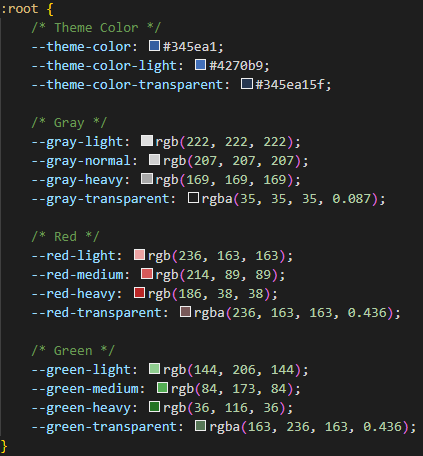 :root {
/* Theme Color */
--theme-color: #345ea1;
--theme-color-light: #4270b9;
--theme-color-transparent: #345ea15f;
/* Gray */
--gray-light: rgb(222, 222, 222);
--gray-normal: rgb(207, 207, 207);
--gray-heavy: rgb(169, 169, 169);
--gray-transparent: rgba(35, 35, 35, 0.087);
/* Red */
--red-light: rgb(236, 163, 163);
--red-medium: rgb(214, 89, 89);
--red-heavy: rgb(186, 38, 38);
--red-transparent: rgba(236, 163, 163, 0.436);
/* Green */
--green-light: rgb(144, 206, 144);
--green-medium: rgb(84, 173, 84);
--green-heavy: rgb(36, 116, 36);
--green-transparent: rgba(163, 236, 163, 0.436);
}